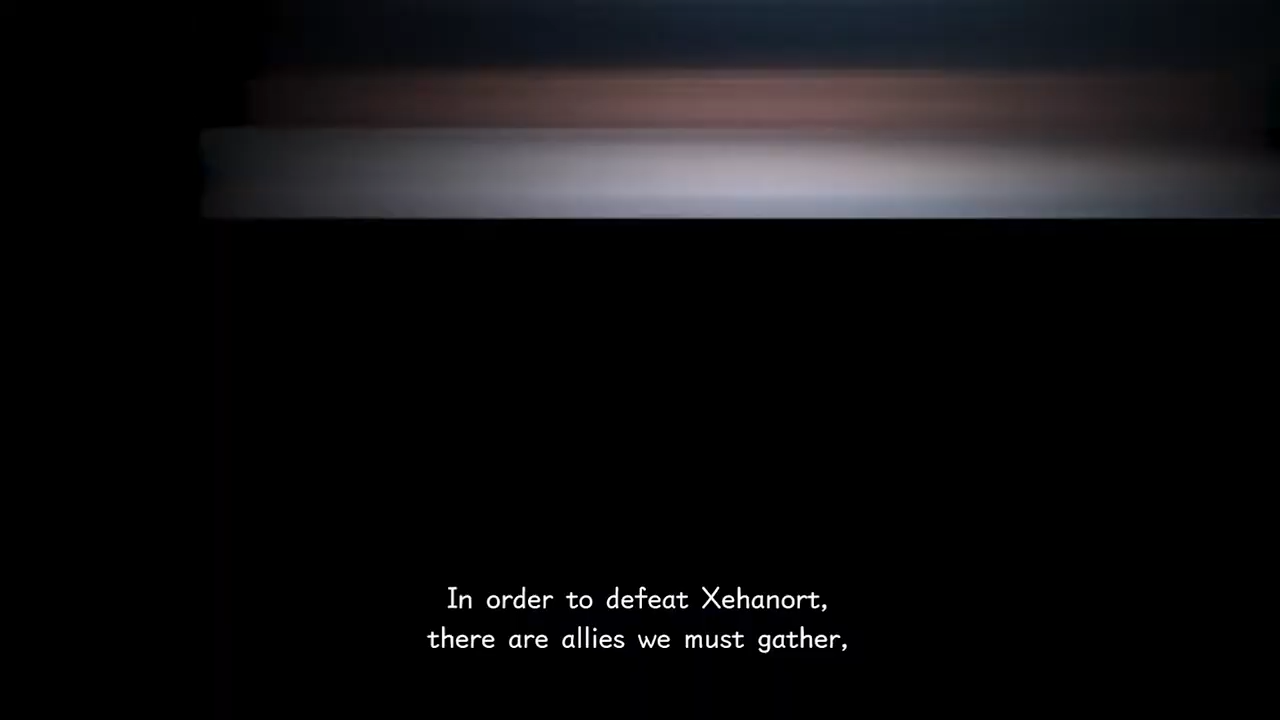 In order to defeat Xehanort,
there are allies we must gather,